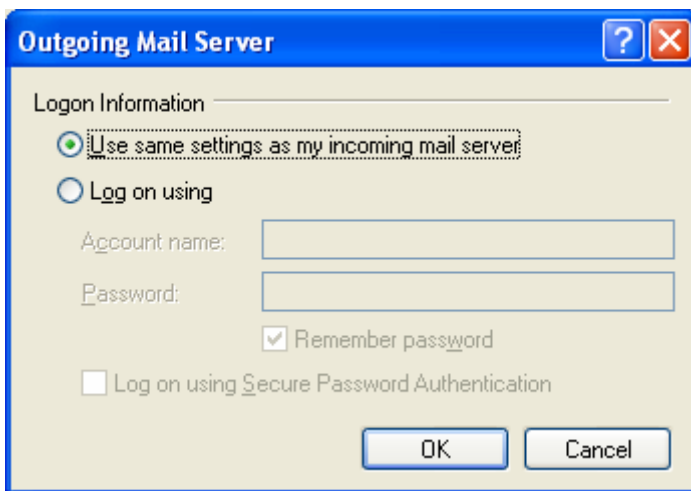 Outgoing Mail Server
?
Logon Information
Use same settings as my incoming mail server
Log on using
Account name:
Password:
Remember password
Log on using Secure Password Authentication
OK Cancel